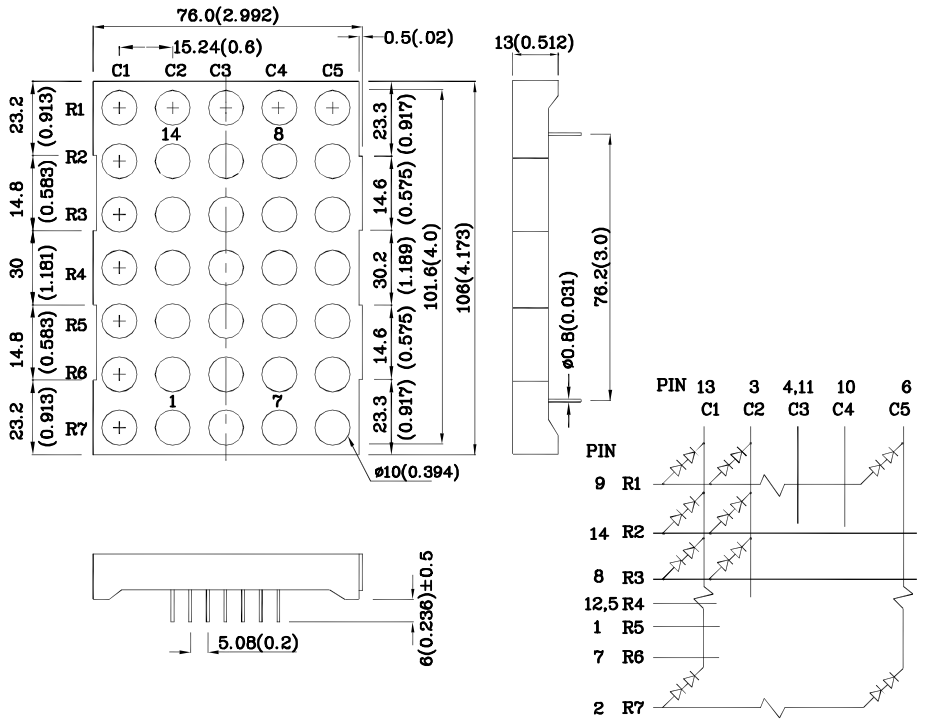 76.0(2.992)
0.5(.02)
15.24(0.6)
13(0.512)
C1 C2 C3 C4 C5
R1
R2
R3
R4
R5
R6
R7
14 8
1 7
23.2
(0.913)
14.8
(0.583)
30
(1.181)
14.8
(0.583)
23.2
(0.913)
23.3
(0.917)
14.6
(0.575)
30.2
(1.189)
14.6
(0.575)
23.3
(0.917)
101.6(4.0)
106(4.173)
ø10(0.394)
ø0.8(0.031)
76.2(3.0)
5.08(0.2)
6(0.236)±0.5
PIN 13 3 4,11 10 6
C1 C2 C3 C4 C5
PIN
9 R1
14 R2
8 R3
12,5 R4
1 R5
7 R6
2 R7